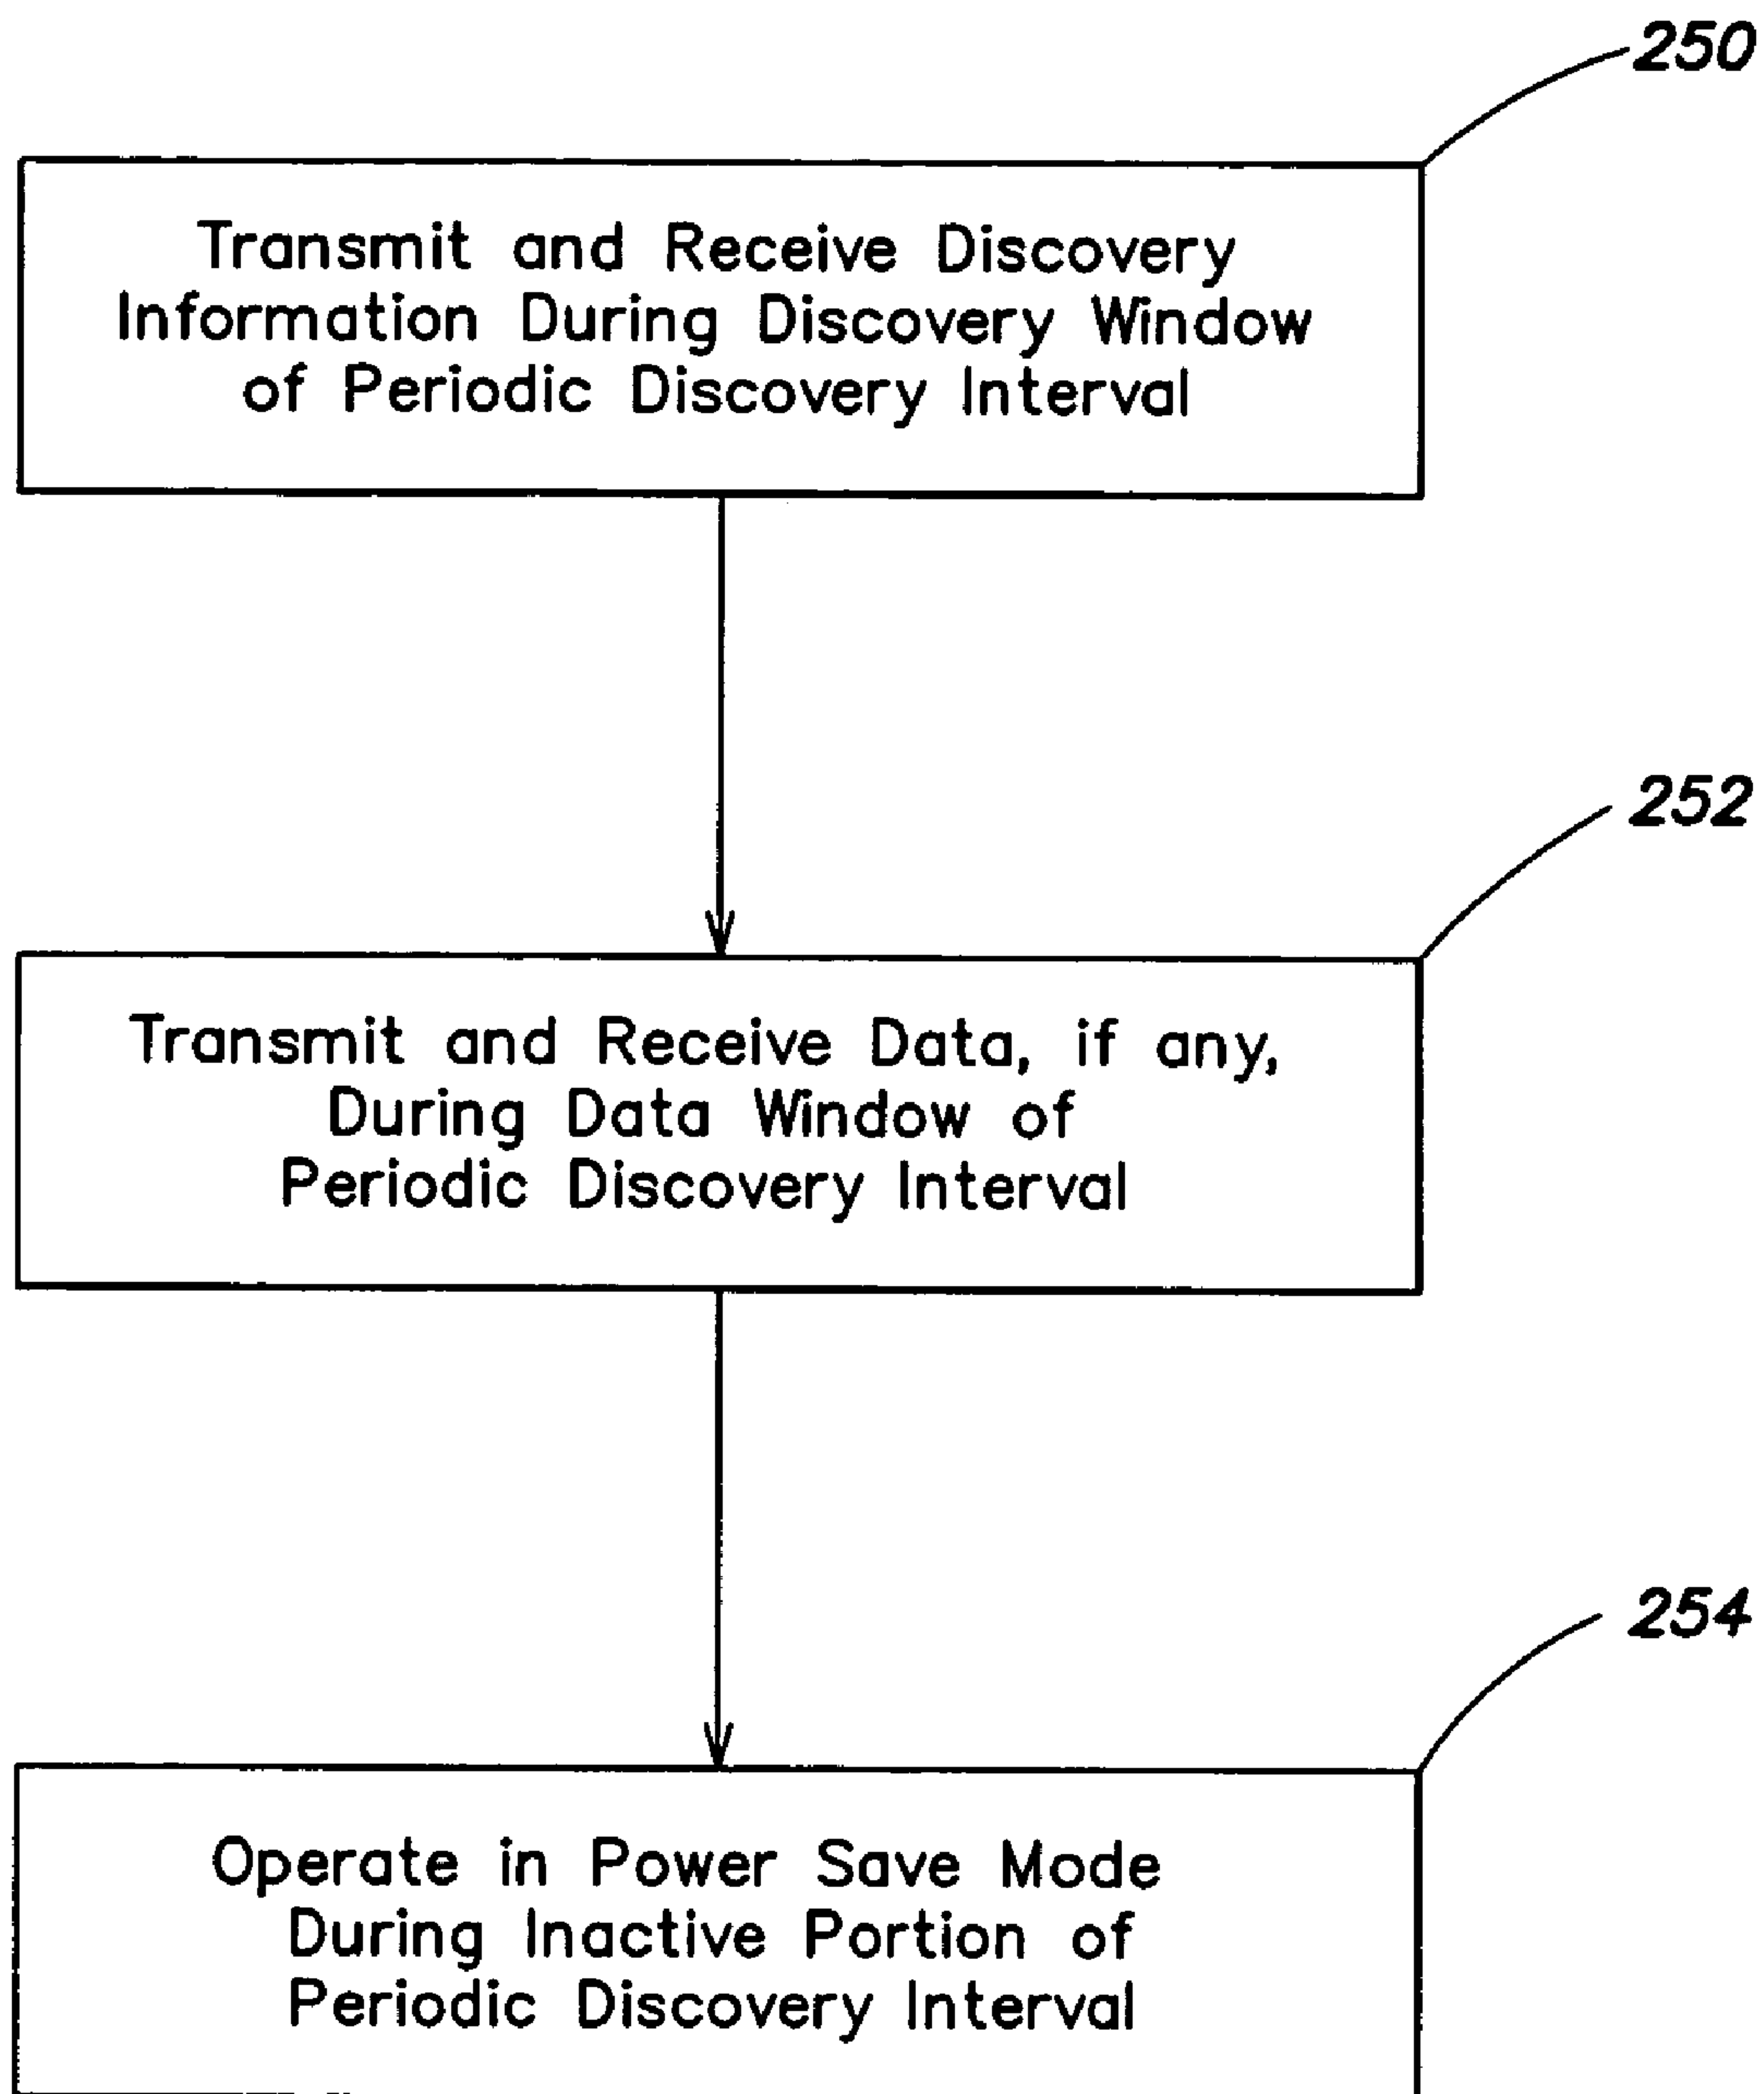 250
Transmit and Receive Discovery
Information During Discovery Window
of Periodic Discovery Interval
252
Transmit and Receive Data, if any,
During Data Window of
Periodic Discovery Interval
254
Operate in Power Save Mode
During Inactive Portion of
Periodic Discovery Interval